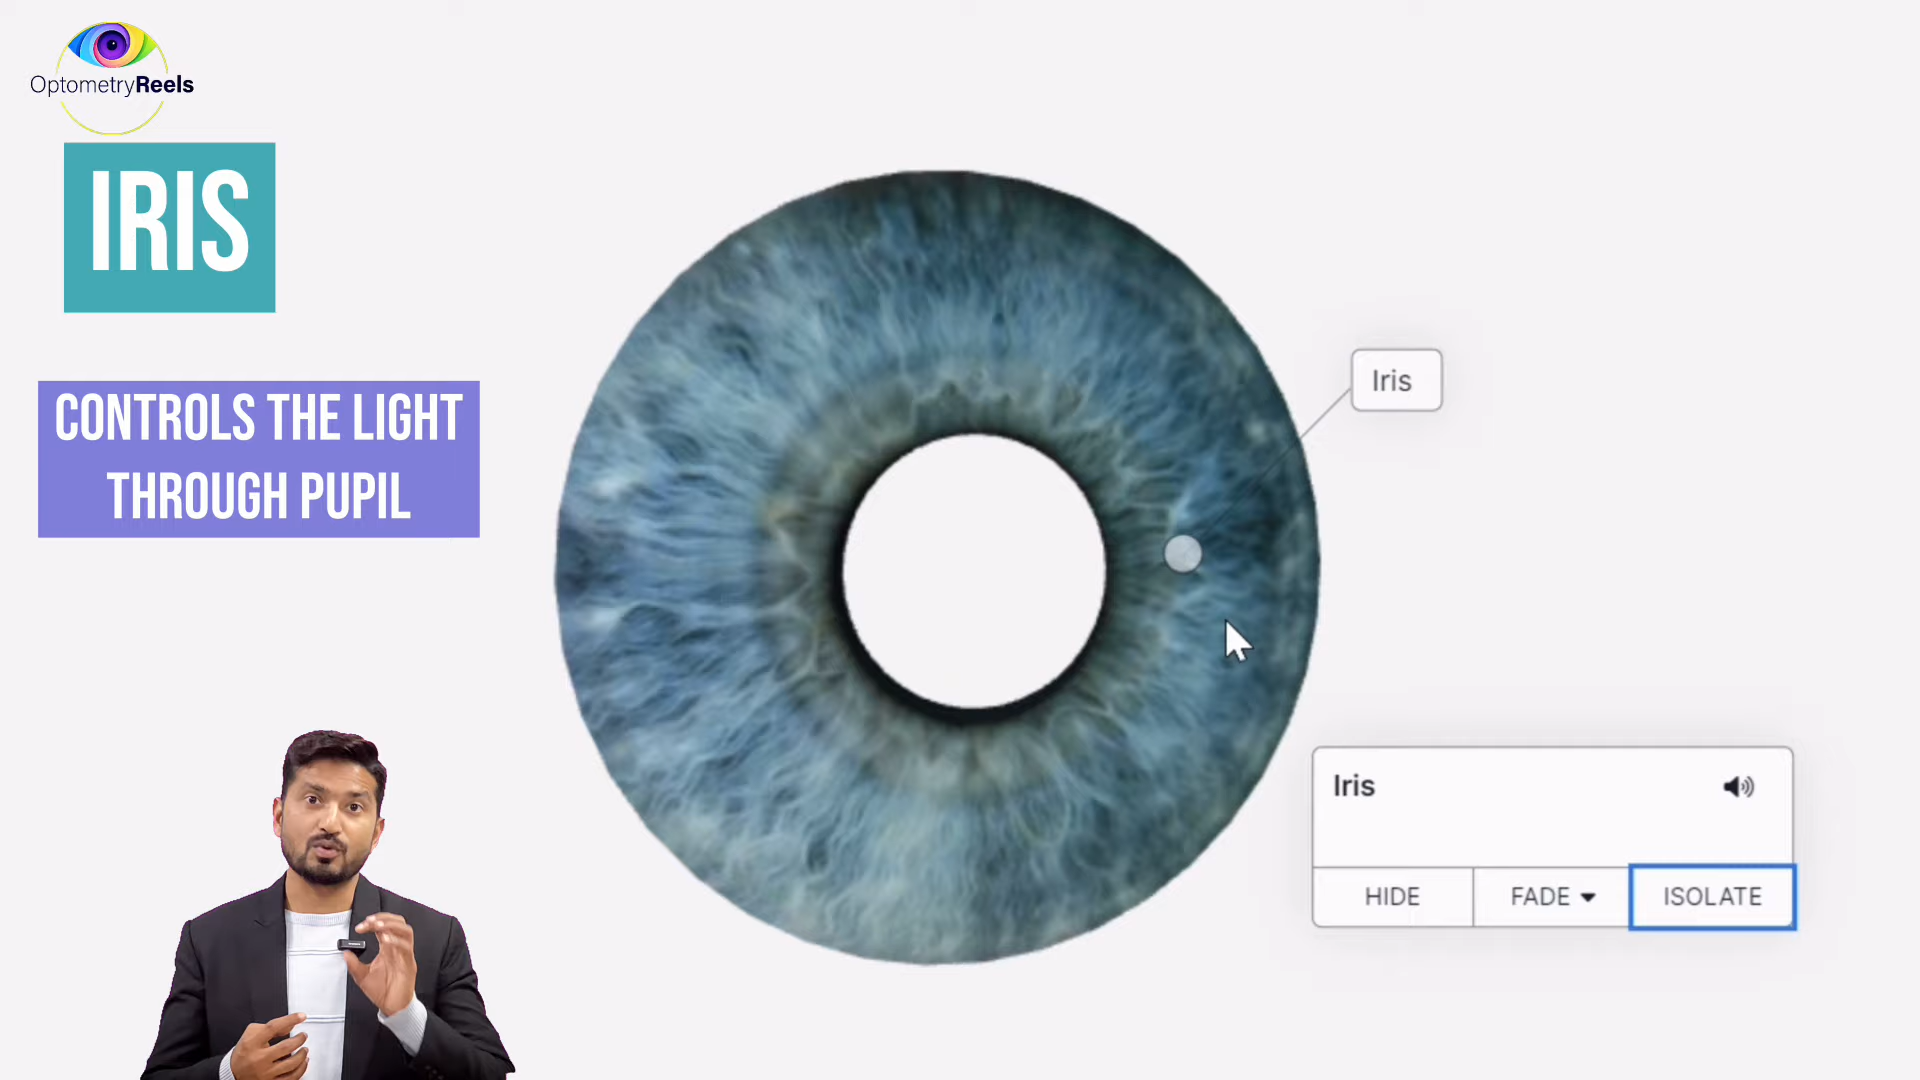 OptometryReels
IRIS
CONTROLS THE LIGHT
THROUGH PUPIL
Iris
Iris
HIDE
FADE
ISOLATE